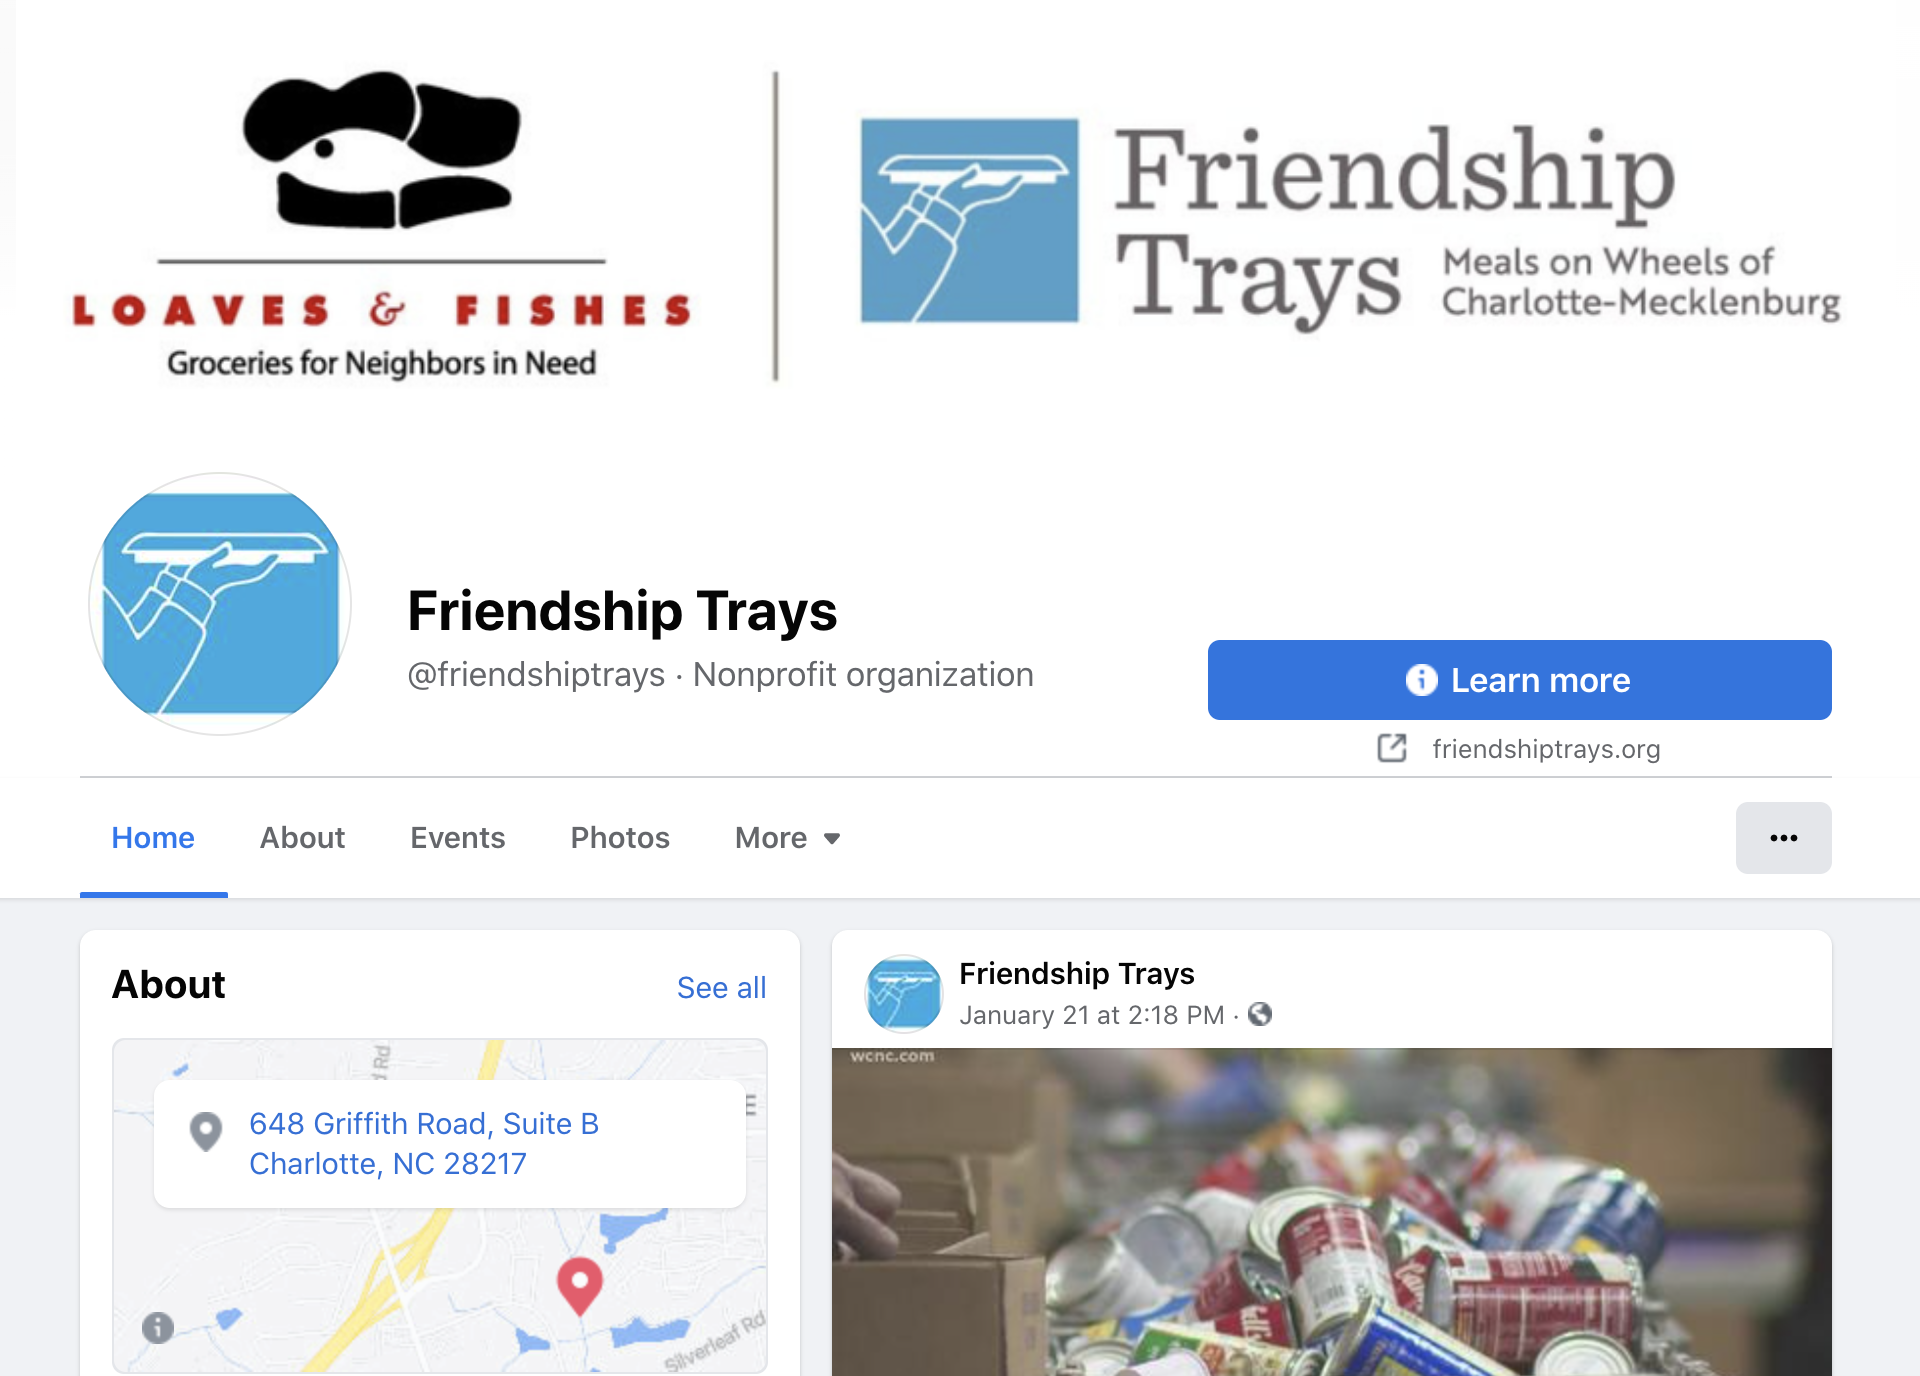 LOAVES & FISHES
Groceries for Neighbors in Need
Friendship
Trays
Meals on Wheels of
Charlotte-Mecklenburg
Friendship Trays
@friendshiptrays · Nonprofit organization
Learn more
friendshiptrays.org
Home
About
Events
Photos
More
About
See all
648 Griffith Road, Suite B
Charlotte, NC 28217
Rd
Silverleaf Rd
Friendship Trays
January 21 at 2:18 PM ·
wcnc.com